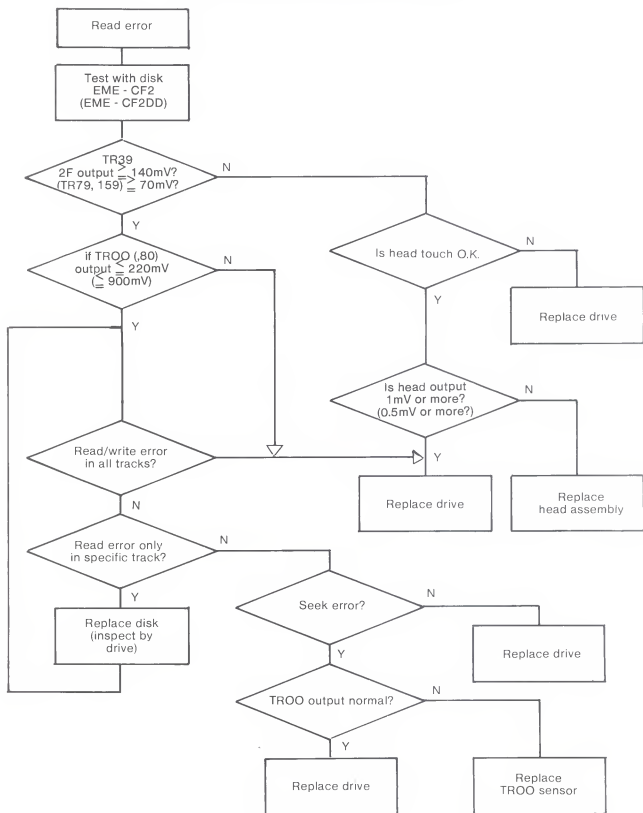 Read error
Test with disk
EME - CF2
(EME - CF2DD)
TR39
2F output ≧ 140mV?
(TR79, 159) ≧ 70mV?
N
Y
if TROO (,80)
output ≦ 220mV
(≦ 900mV)
N
Y
Is head touch O.K.
N
Y
Replace drive
Is head output
1mV or more?
(0.5mV or more?)
N
Y
Replace drive
Replace
head assembly
Read/write error
in all tracks?
N
Read error only
in specific track?
N
Y
Replace disk
(inspect by
drive)
Seek error?
N
Y
Replace drive
TROO output normal?
N
Y
Replace drive
Replace
TROO sensor